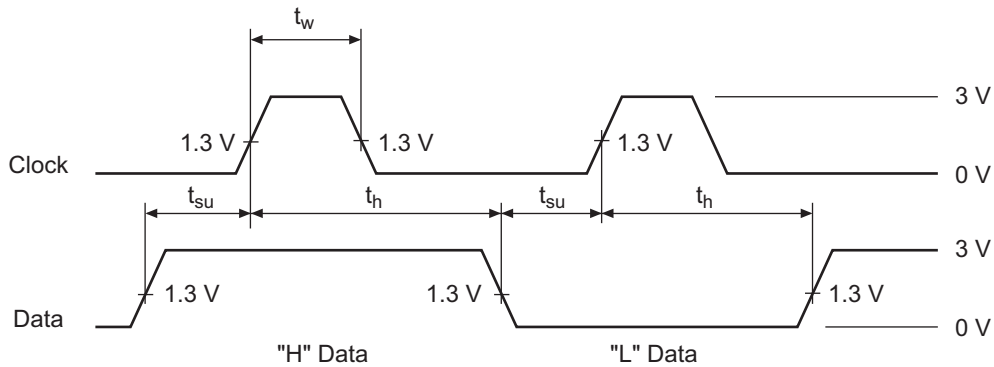 tw
3 V
1.3 V
1.3 V
1.3 V
Clock
0 V
tsu
th
tsu
th
3 V
1.3 V
1.3 V
1.3 V
Data
0 V
"H" Data
"L" Data